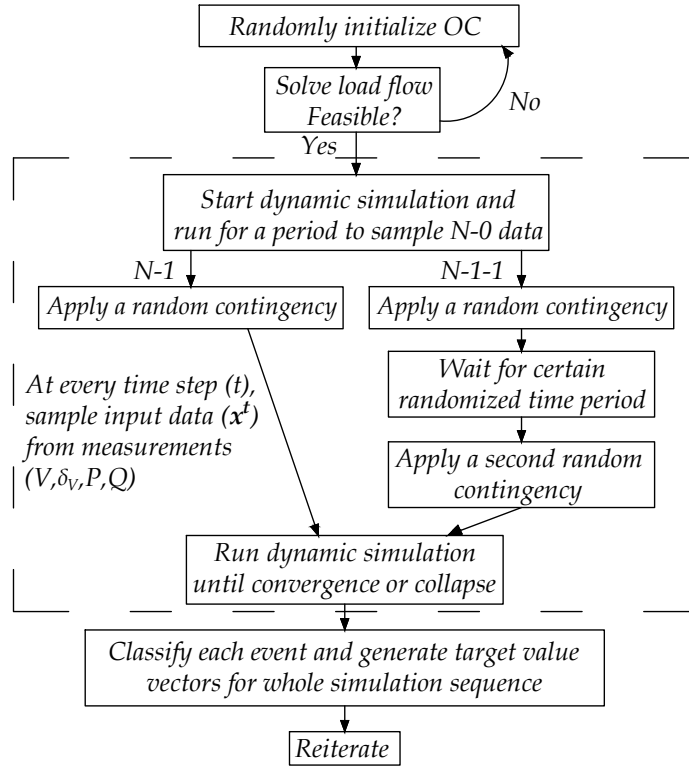 Randomly initialize OC
Solve load flow
Feasible?
No
Yes
Start dynamic simulation and
run for a period to sample N-0 data
N-1
N-1-1
Apply a random contingency
Apply a random contingency
Wait for certain
randomized time period
At every time step (t),
sample input data (x^t)
from measurements
(V,δ_V,P,Q)
Apply a second random
contingency
Run dynamic simulation
until convergence or collapse
Classify each event and generate target value
vectors for whole simulation sequence
Reiterate